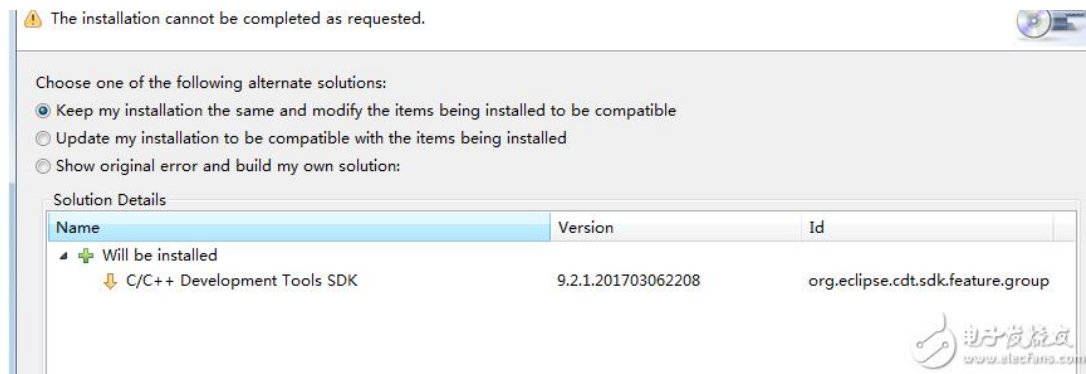 The installation cannot be completed as requested.
Choose one of the following alternate solutions:
Keep my installation the same and modify the items being installed to be compatible
Update my installation to be compatible with the items being installed
Show original error and build my own solution:
Solution Details
Name Version Id
Will be installed
C/C++ Development Tools SDK 9.2.1.201703062208 org.eclipse.cdt.sdk.feature.group
电子发烧友
www.elecfans.com